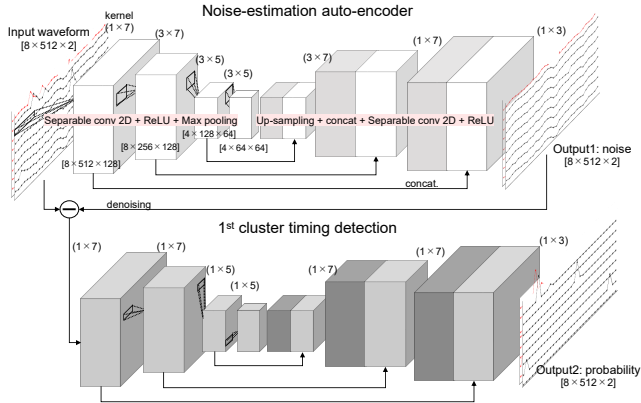 Noise-estimation auto-encoder
kernel
Input waveform
[8×512×2]
(1×7)
(3×7)
(3×5)
(3×5)
(3×7)
(1×7)
(1×3)
Separable conv 2D + ReLU + Max pooling
Up-sampling + concat + Separable conv 2D + ReLU
[4×128×64]
[4×64×64]
[8×256×128]
[8×512×128]
Output1: noise
[8×512×2]
concat.
denoising
1st cluster timing detection
(1×7)
(1×7)
(1×5)
(1×5)
(1×7)
(1×7)
(1×3)
Output2: probability
[8×512×2]